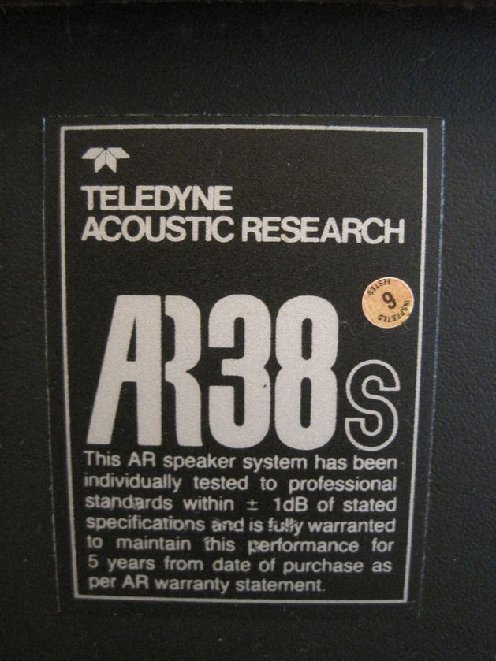 TELEDYNE
ACOUSTIC RESEARCH
AR38s
TESTED
9
INSPECTED
This AR speaker system has been
individually tested to professional
standards within ± 1dB of stated
specifications and is fully warranted
to maintain this performance for
5 years from date of purchase as
per AR warranty statement.